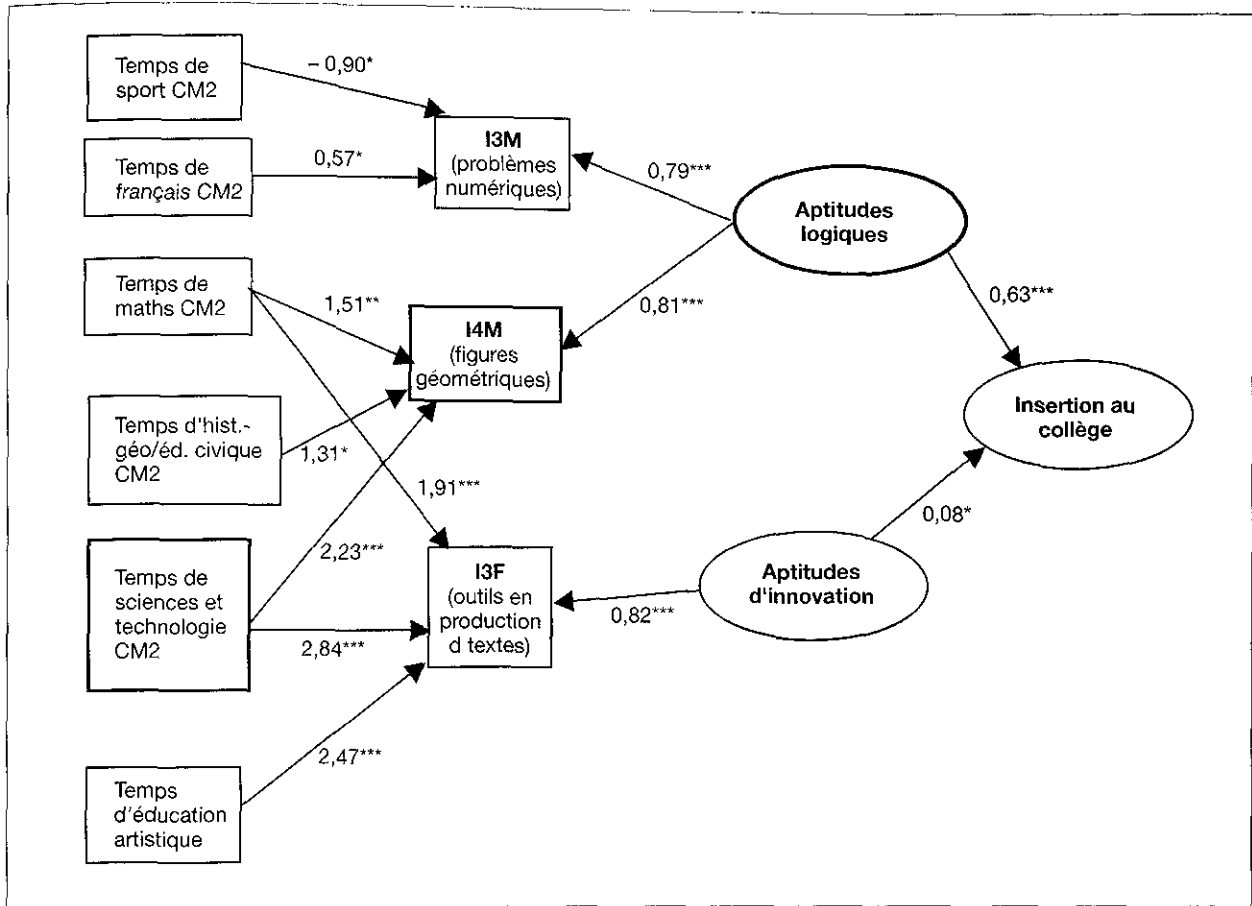 Temps de
sport CM2
– 0,90*
I3M
(problèmes
numériques)
Temps de
français CM2
0,57*
0,79***
Aptitudes
logiques
Temps de
maths CM2
1,51**
I4M
(figures
géométriques)
0,81***
0,63***
Insertion au
collège
Temps d'hist.-
géo/éd. civique
CM2
1,31*
1,91***
0,08*
Temps de
sciences et
technologie
CM2
2,23***
2,84***
I3F
(outils en
production
d textes)
0,82***
Aptitudes
d'innovation
2,47***
Temps
d'éducation
artistique